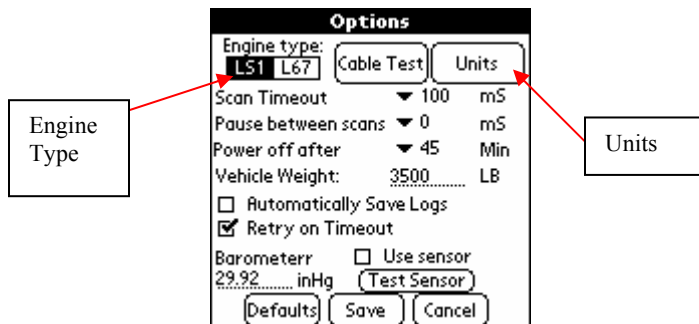 Options
Engine type:
LS1 L67 Cable Test Units
Scan Timeout 100 mS
Pause between scans 0 mS
Power off after 45 Min
Vehicle Weight: 3500 LB
Automatically Save Logs
Retry on Timeout
Barometerr Use sensor
29.92 inHg Test Sensor
Defaults Save Cancel
Engine
Type
Units